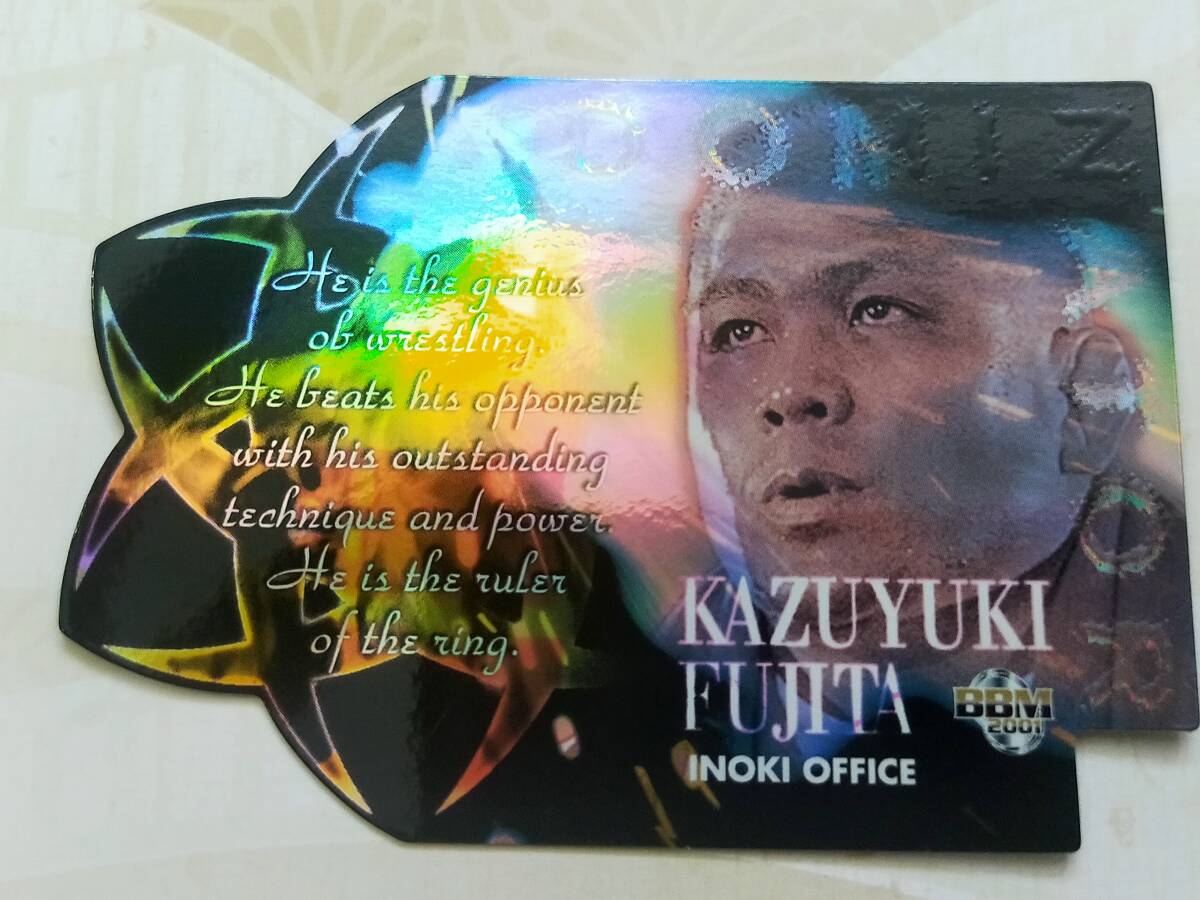 He is the genius
ob wrestling.
He beats his opponent
with his outstanding
technique and power.
He is the ruler
of the ring.
KAZUYUKI
FUJITA
INOKI OFFICE
BBM
2001